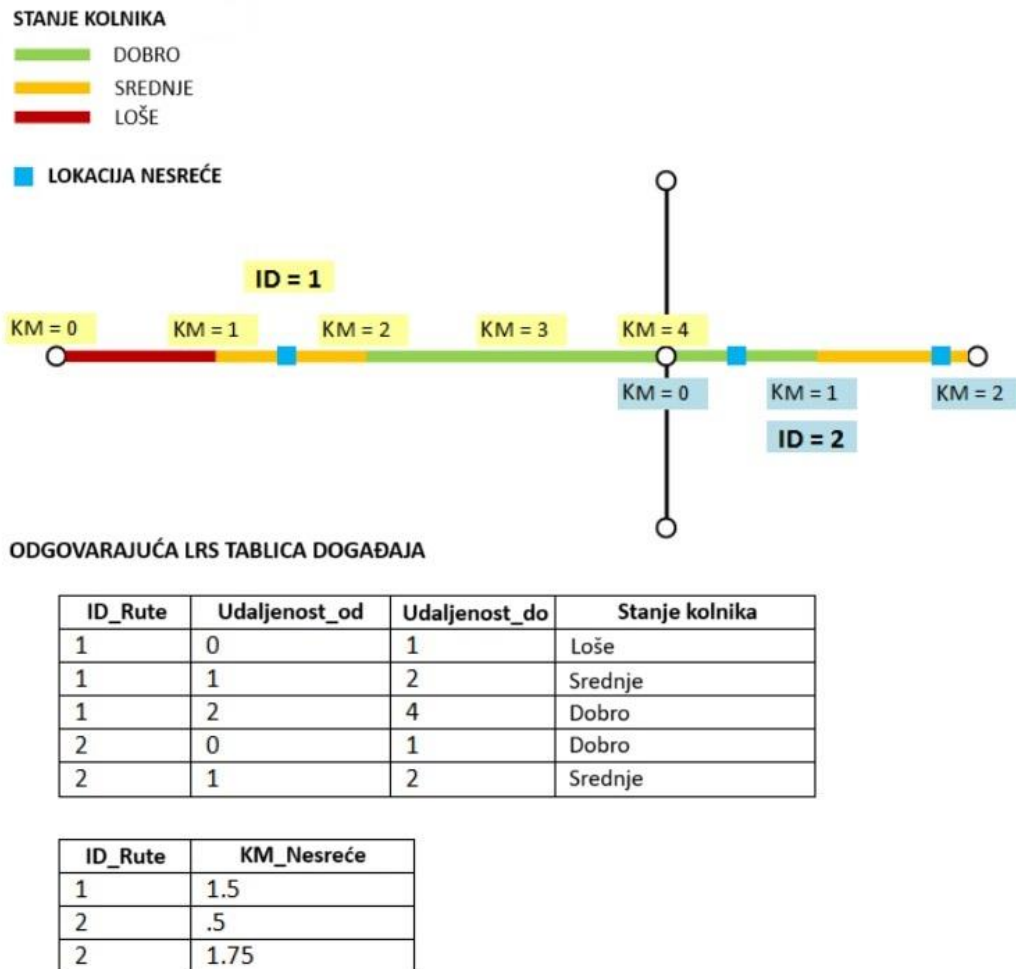 STANJE KOLNIKA
DOBRO
SREDNJE
LOŠE
LOKACIJA NESREĆE
ID = 1
KM = 0 KM = 1 KM = 2 KM = 3 KM = 4
KM = 0 KM = 1 KM = 2
ID = 2
ODGOVARAJUĆA LRS TABLICA DOGAĐAJA
ID_Rute Udaljenost_od Udaljenost_do Stanje kolnika
1 0 1 Loše
1 1 2 Srednje
1 2 4 Dobro
2 0 1 Dobro
2 1 2 Srednje
ID_Rute KM_Nesreće
1 1.5
2 .5
2 1.75